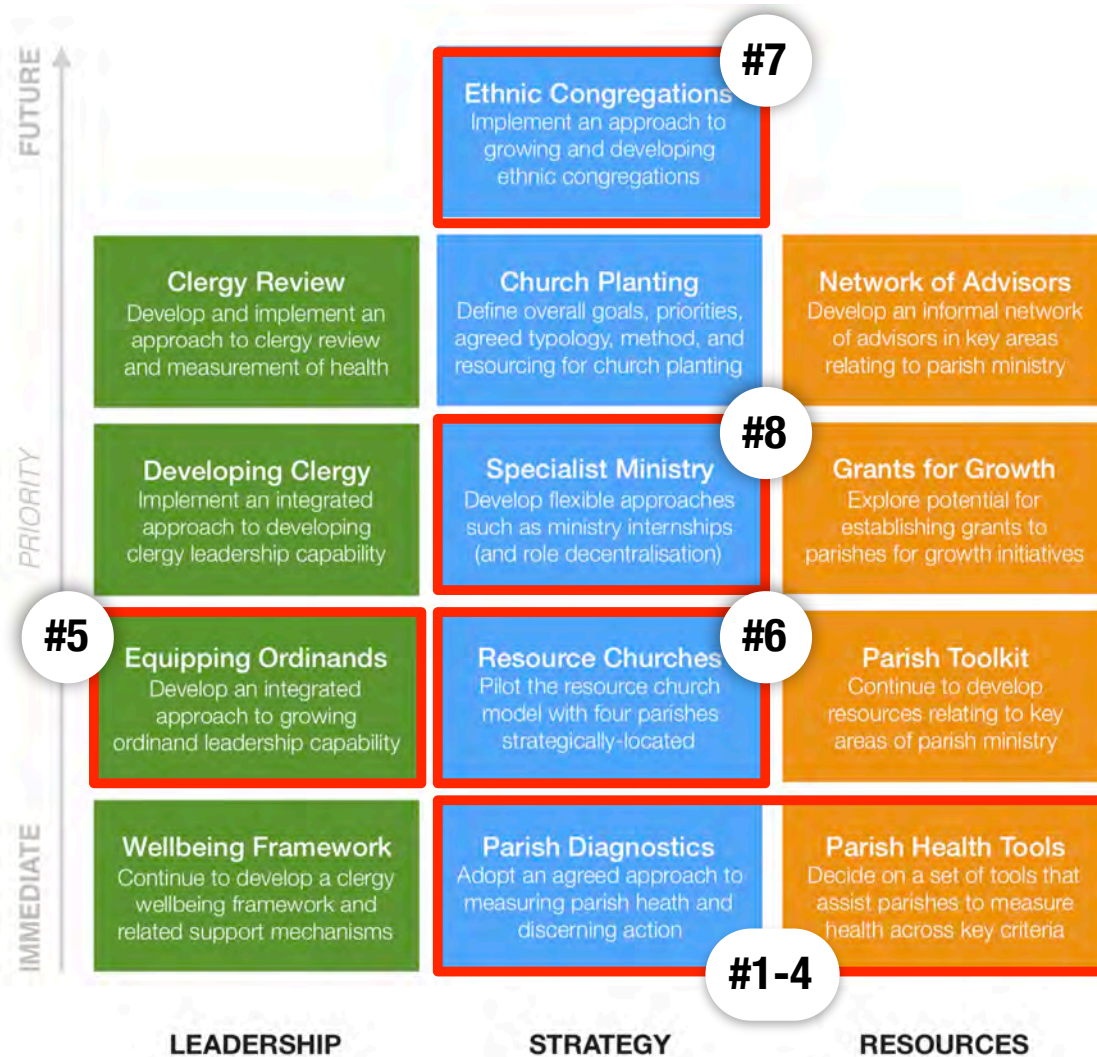 FUTURE
PRIORITY
IMMEDIATE
#7
Ethnic Congregations
Implement an approach to
growing and developing
ethnic congregations
Clergy Review
Develop and implement an
approach to clergy review
and measurement of health
Church Planting
Define overall goals, priorities,
agreed typology, method, and
resourcing for church planting
Network of Advisors
Develop an informal network
of advisors in key areas
relating to parish ministry
#8
Developing Clergy
Implement an integrated
approach to developing
clergy leadership capability
Specialist Ministry
Develop flexible approaches
such as ministry internships
(and role decentralisation)
Grants for Growth
Explore potential for
establishing grants to
parishes for growth initiatives
#5
Equipping Ordinands
Develop an integrated
approach to growing
ordinand leadership capability
#6
Resource Churches
Pilot the resource church
model with four parishes
strategically-located
Parish Toolkit
Continue to develop
resources relating to key
areas of parish ministry
Wellbeing Framework
Continue to develop a clergy
wellbeing framework and
related support mechanisms
Parish Diagnostics
Adopt an agreed approach to
measuring parish heath and
discerning action
Parish Health Tools
Decide on a set of tools that
assist parishes to measure
health across key criteria
#1-4
LEADERSHIP
STRATEGY
RESOURCES